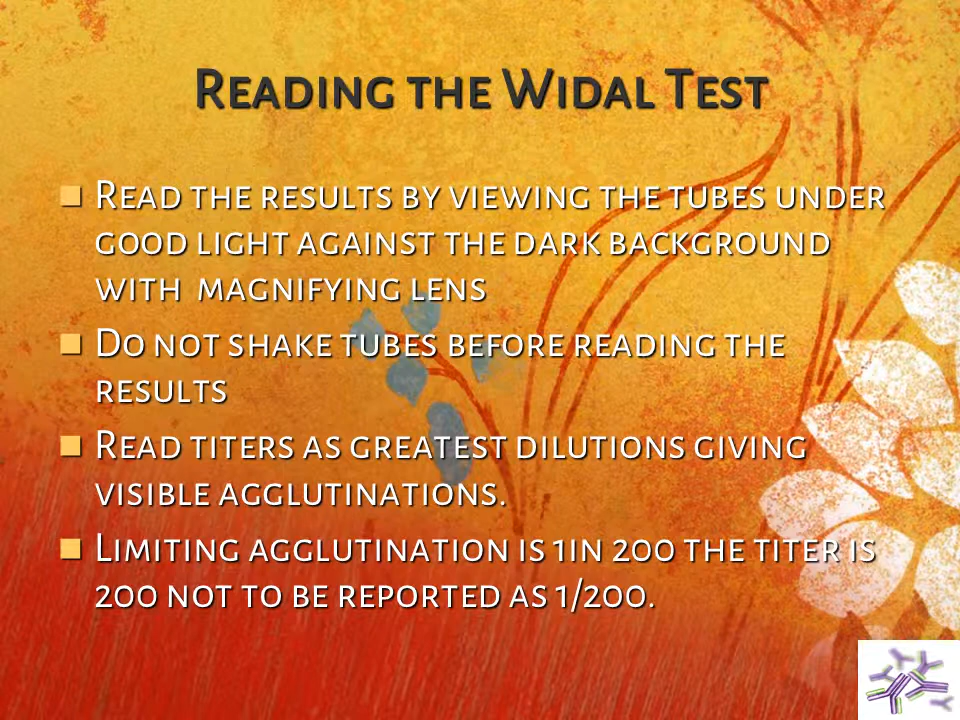 Reading the Widal Test
Read the results by viewing the tubes under
good light against the dark background
with magnifying lens
Do not shake tubes before reading the
results
Read titers as greatest dilutions giving
visible agglutinations.
Limiting agglutination is 1in 200 the titer is
200 not to be reported as 1/200.